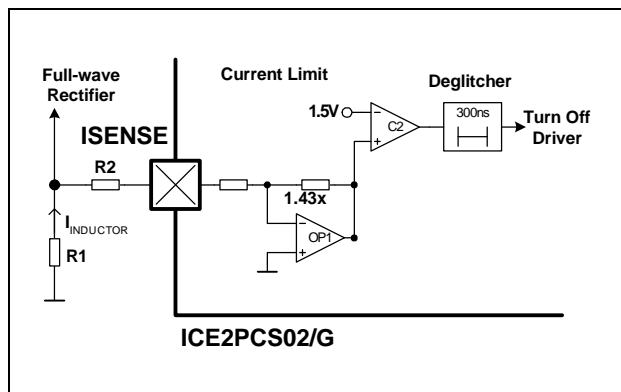 Full-wave
Rectifier
Current Limit
Deglitcher
300ns
Turn Off
Driver
1.5V
C2
ISENSE
R2
1.43x
IINDUCTOR
OP1
R1
ICE2PCS02/G